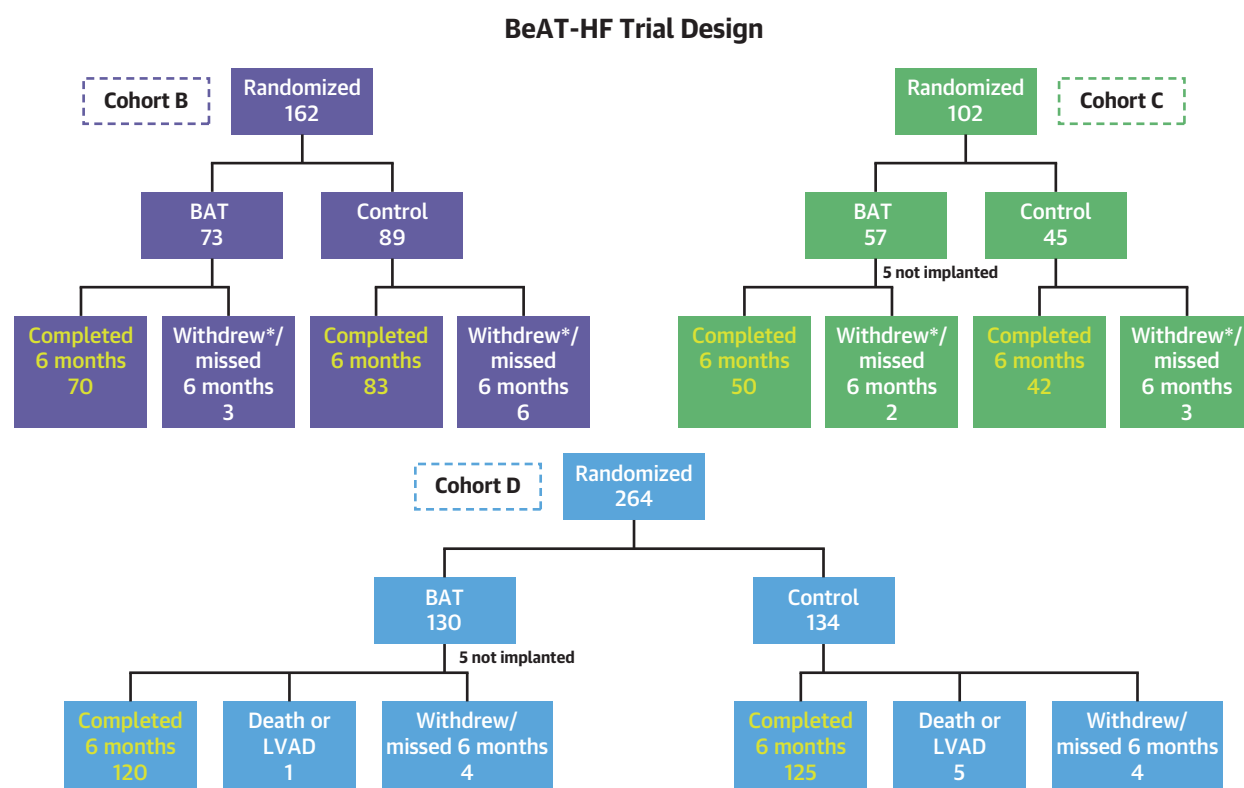 BeAT-HF Trial Design
Cohort B
Randomized
162
BAT
73
Control
89
Completed
6 months
70
Withdrew*/
missed
6 months
3
Completed
6 months
83
Withdrew*/
missed
6 months
6
Randomized
102
Cohort C
BAT
57
Control
45
5 not implanted
Completed
6 months
50
Withdrew*/
missed
6 months
2
Completed
6 months
42
Withdrew*/
missed
6 months
3
Cohort D
Randomized
264
BAT
130
Control
134
5 not implanted
Completed
6 months
120
Death or
LVAD
1
Withdrew/
missed 6 months
4
Completed
6 months
125
Death or
LVAD
5
Withdrew/
missed 6 months
4